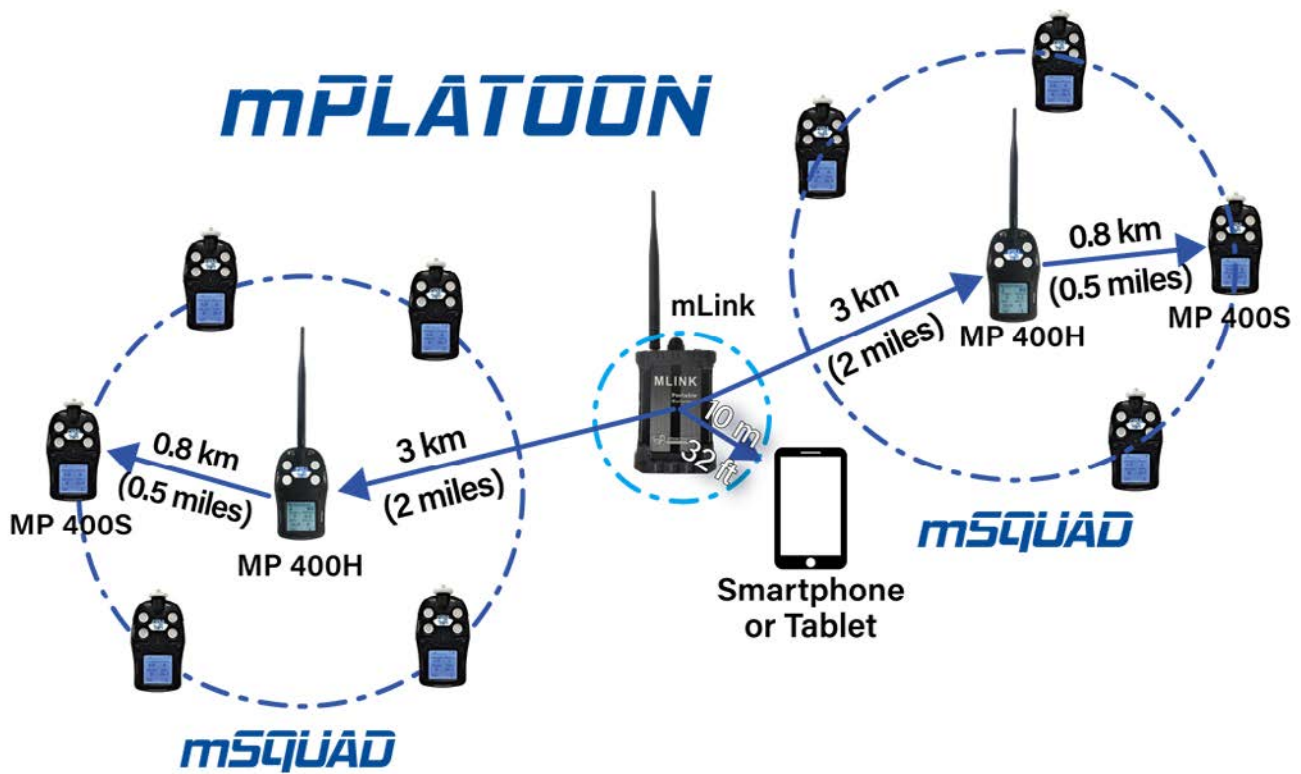 mPLATOON
0.8 km
(0.5 miles)
MP 400S
3 km
(2 miles)
MP 400H
mLink
MLINK
Portable
10 m
32 ft
Smartphone
or Tablet
3 km
(2 miles)
MP 400H
0.8 km
(0.5 miles)
MP 400S
mSQUAD
mSQUAD